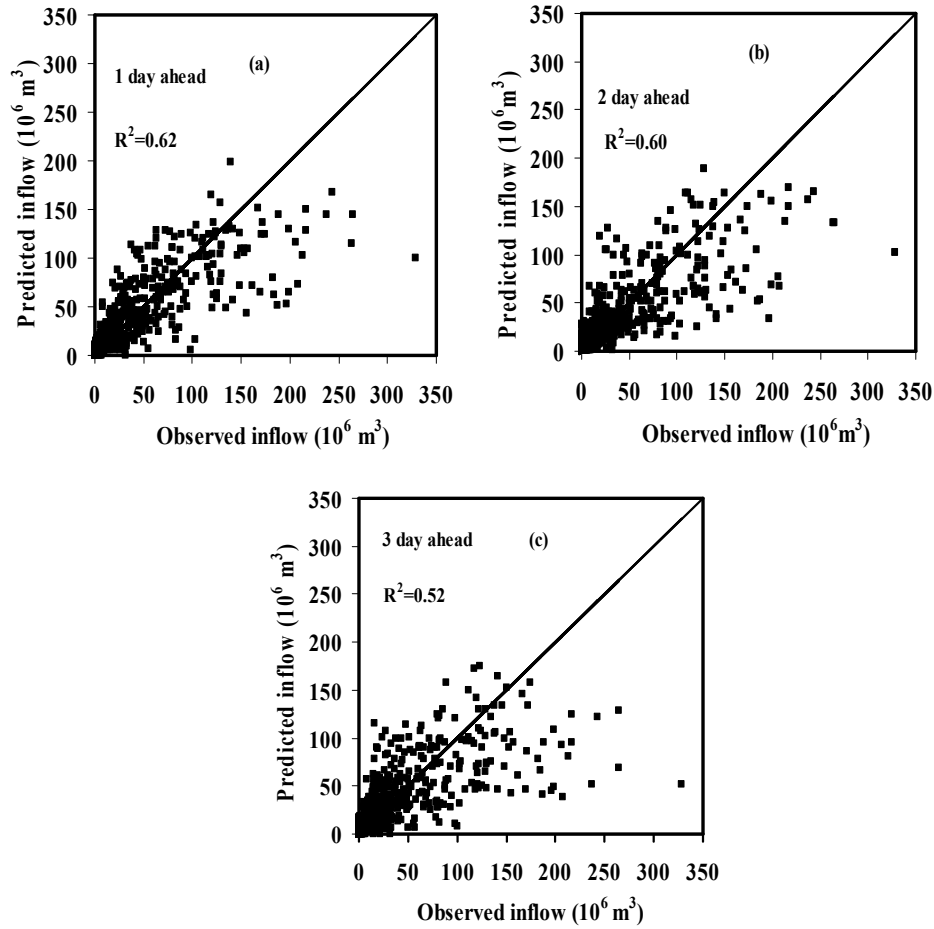 350
300
250
200
150
100
50
0
Predicted inflow (10⁶ m³)
1 day ahead
(a)
R²=0.62
0 50 100 150 200 250 300 350
Observed inflow (10⁶ m³)
350
300
250
200
150
100
50
0
Predicted inflow (10⁶m³)
(b)
2 day ahead
R²=0.60
0 50 100 150 200 250 300 350
Observed inflow (10⁶m³)
350
300
250
200
150
100
50
0
Predicted inflow (10⁶ m³)
3 day ahead
(c)
R²=0.52
0 50 100 150 200 250 300 350
Observed inflow (10⁶ m³)